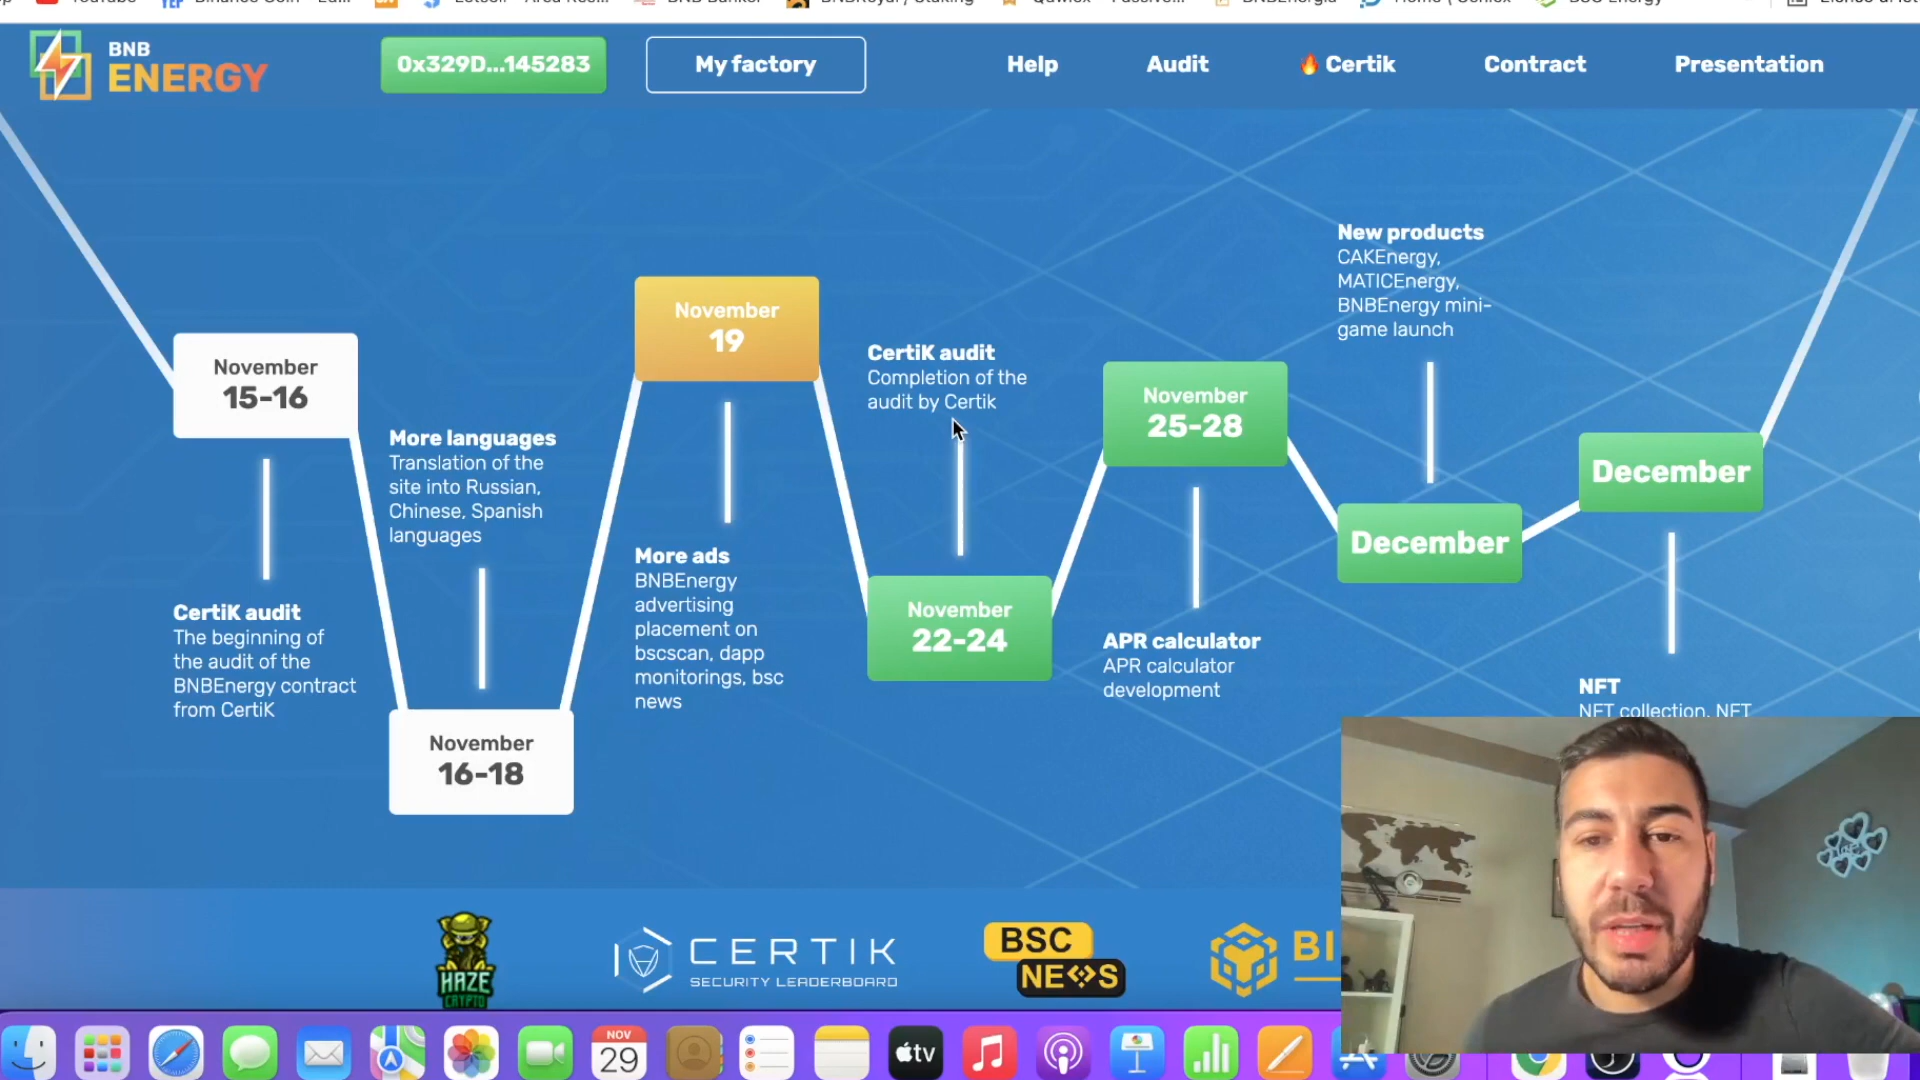 YouTube
BNB
ENERGY
0x329D...145283
My factory
Help
Audit
Certik
Contract
Presentation
November
15-16
CertiK audit
The beginning of
the audit of the
BNBEnergy contract
from CertiK
More languages
Translation of the
site into Russian,
Chinese, Spanish
languages
November
16-18
November
19
More ads
BNBEnergy
advertising
placement on
bscscan, dapp
monitorings, bsc
news
CertiK audit
Completion of the
audit by Certik
November
22-24
November
25-28
APR calculator
APR calculator
development
New products
CAKEnergy,
MATICEnergy,
BNBEnergy mini-
game launch
December
December
NFT
NFT collection, NFT
HAZE
CRYPTO
CERTIK
SECURITY LEADERBOARD
BSC
NEWS
BI
NOV
29
tv